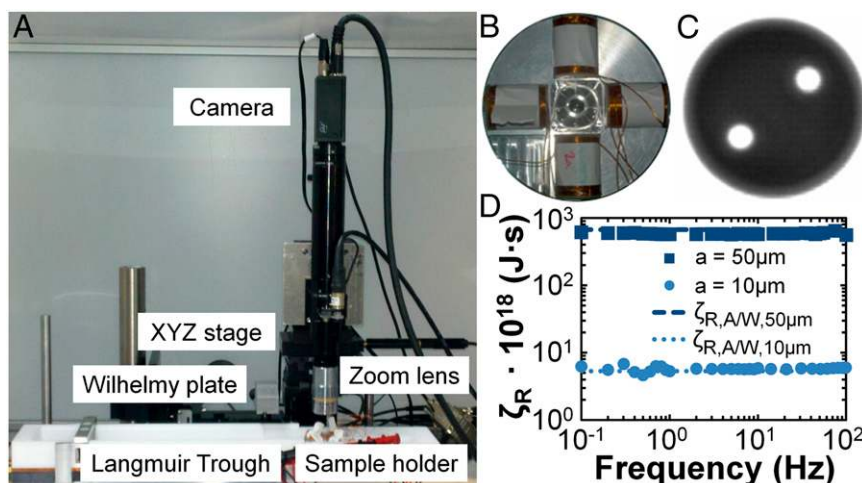 A
Camera
XYZ stage
Wilhelmy plate
Zoom lens
Langmuir Trough
Sample holder
B
C
D
ζR · 10¹⁸ (J·s)
10³
10²
10¹
10⁰
a = 50μm
a = 10μm
ζR,A/W,50μm
ζR,A/W,10μm
10⁻¹ 10⁰ 10¹ 10²
Frequency (Hz)